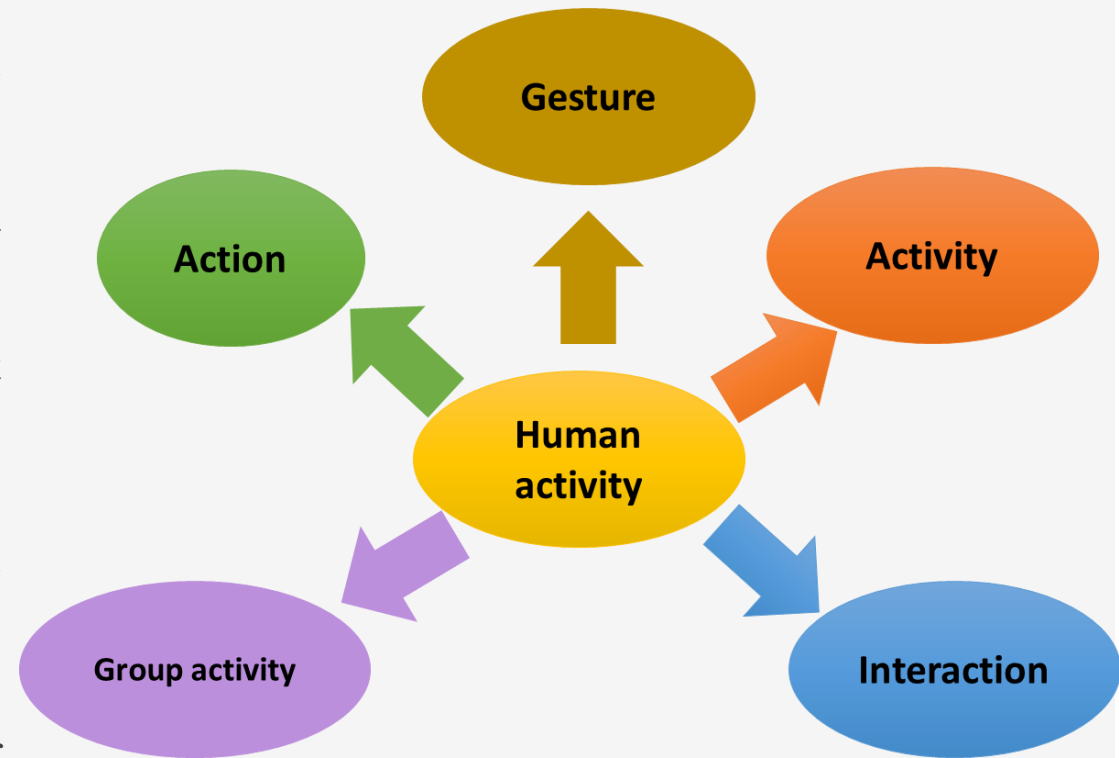 Gesture
Action
Activity
Human
activity
Group activity
Interaction